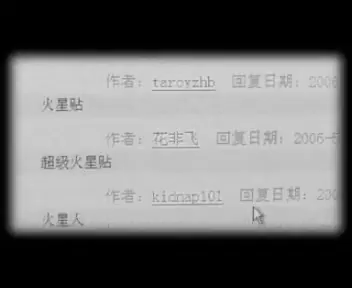 作者：taroyzhb 回复日期：2006
火星贴
作者：花非飞 回复日期：2006-5
超级火星贴
作者：kidnap101 回复日期：200
火星人